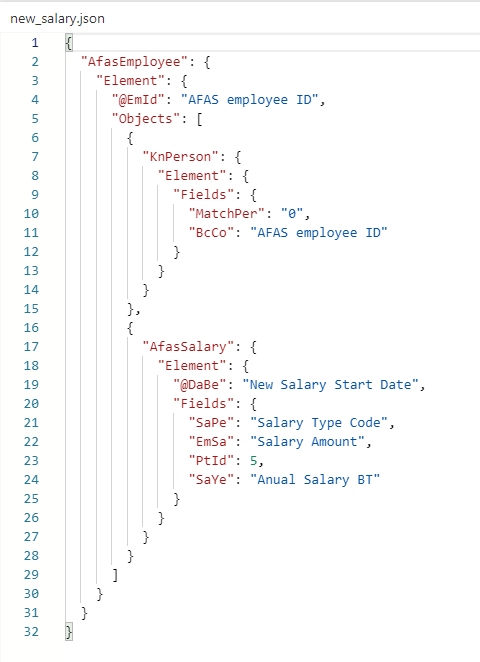 new_salary.json
1 {
2   "AfasEmployee": {
3     "Element": {
4       "@EmId": "AFAS employee ID",
5       "Objects": [
6         {
7           "KnPerson": {
8             "Element": {
9               "Fields": {
10                 "MatchPer": "0",
11                 "BcCo": "AFAS employee ID"
12               }
13             }
14           }
15         },
16         {
17           "AfasSalary": {
18             "Element": {
19               "@DaBe": "New Salary Start Date",
20               "Fields": {
21                 "SaPe": "Salary Type Code",
22                 "EmSa": "Salary Amount",
23                 "PtId": 5,
24                 "SaYe": "Anual Salary BT"
25               }
26             }
27           }
28         }
29       ]
30     }
31   }
32 }